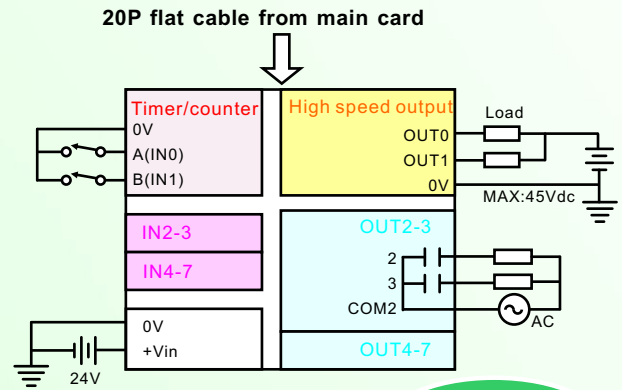 20P flat cable from main card
Timer/counter
0V
A(IN0)
B(IN1)
High speed output
OUT0
OUT1
0V
Load
MAX:45Vdc
IN2-3
IN4-7
OUT2-3
2
3
COM2
AC
0V
+Vin
24V
OUT4-7